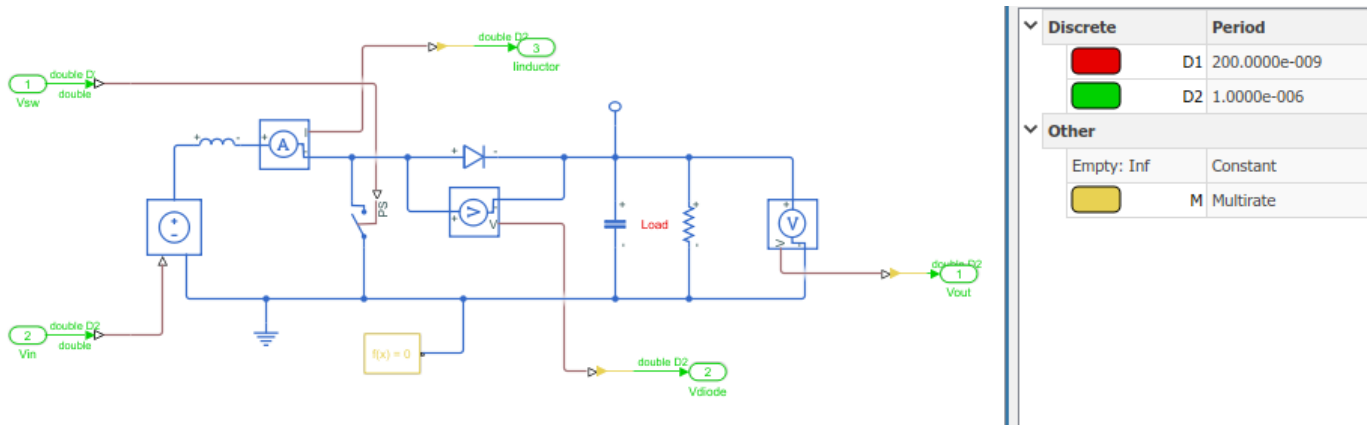 double D2
3
Iinductor
double D
1
double
Vsw
+
-
+
A
I
+
-
PS
+
V
-
V
+
-
Load
+
-
+
V
-
V
+
-
double D2
1
Vout
double D2
2
double
Vin
f(x) = 0
double D2
2
Vdiode
Discrete Period
D1 200.0000e-009
D2 1.0000e-006
Other
Empty: Inf Constant
M Multirate